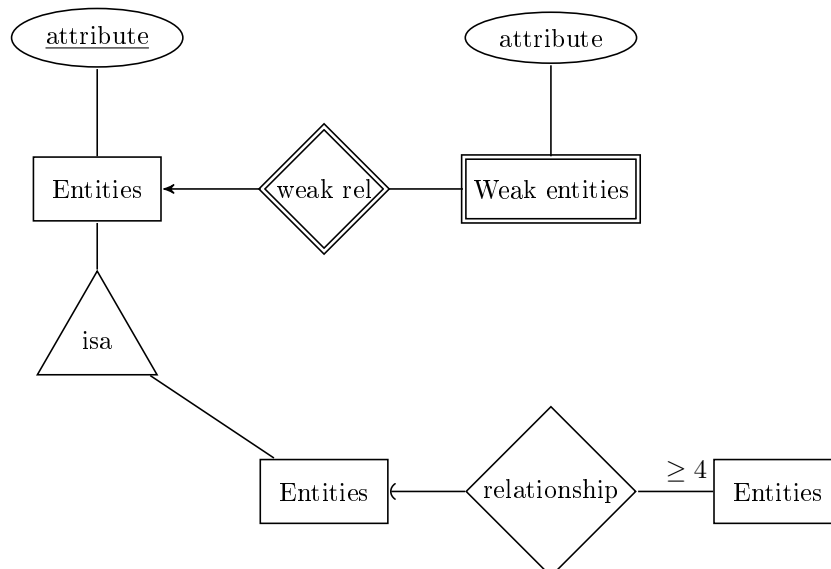 attribute
attribute
Entities
weak rel
Weak entities
isa
Entities
relationship
≥ 4
Entities